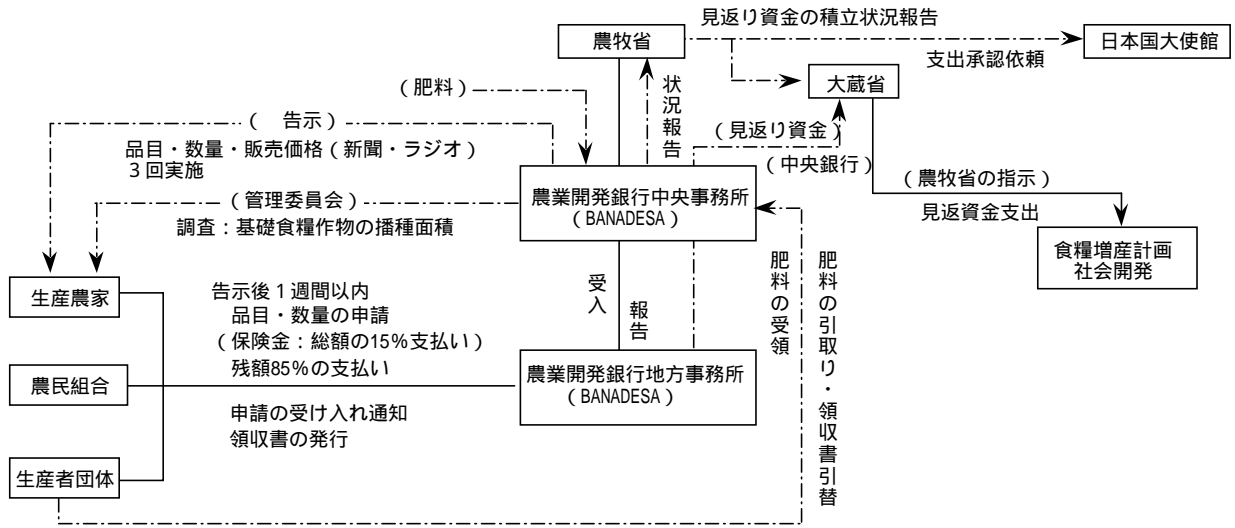 見返り資金の積立状況報告
農牧省
日本国大使館
支出承認依頼
大蔵省
(肥料)
状況報告
(告示)
品目・数量・販売価格(新聞・ラジオ)
3回実施
(見返り資金)
(中央銀行)
(農牧省の指示)
見返資金支出
(管理委員会)
調査:基礎食糧作物の播種面積
農業開発銀行中央事務所
(BANADESA)
食糧増産計画
社会開発
生産農家
告示後1週間以内
品目・数量の申請
(保険金:総額の15%支払い)
残額85%の支払い
受入
報告
肥料の受領
肥料の引取り・領収書引替
農民組合
農業開発銀行地方事務所
(BANADESA)
申請の受け入れ通知
領収書の発行
生産者団体